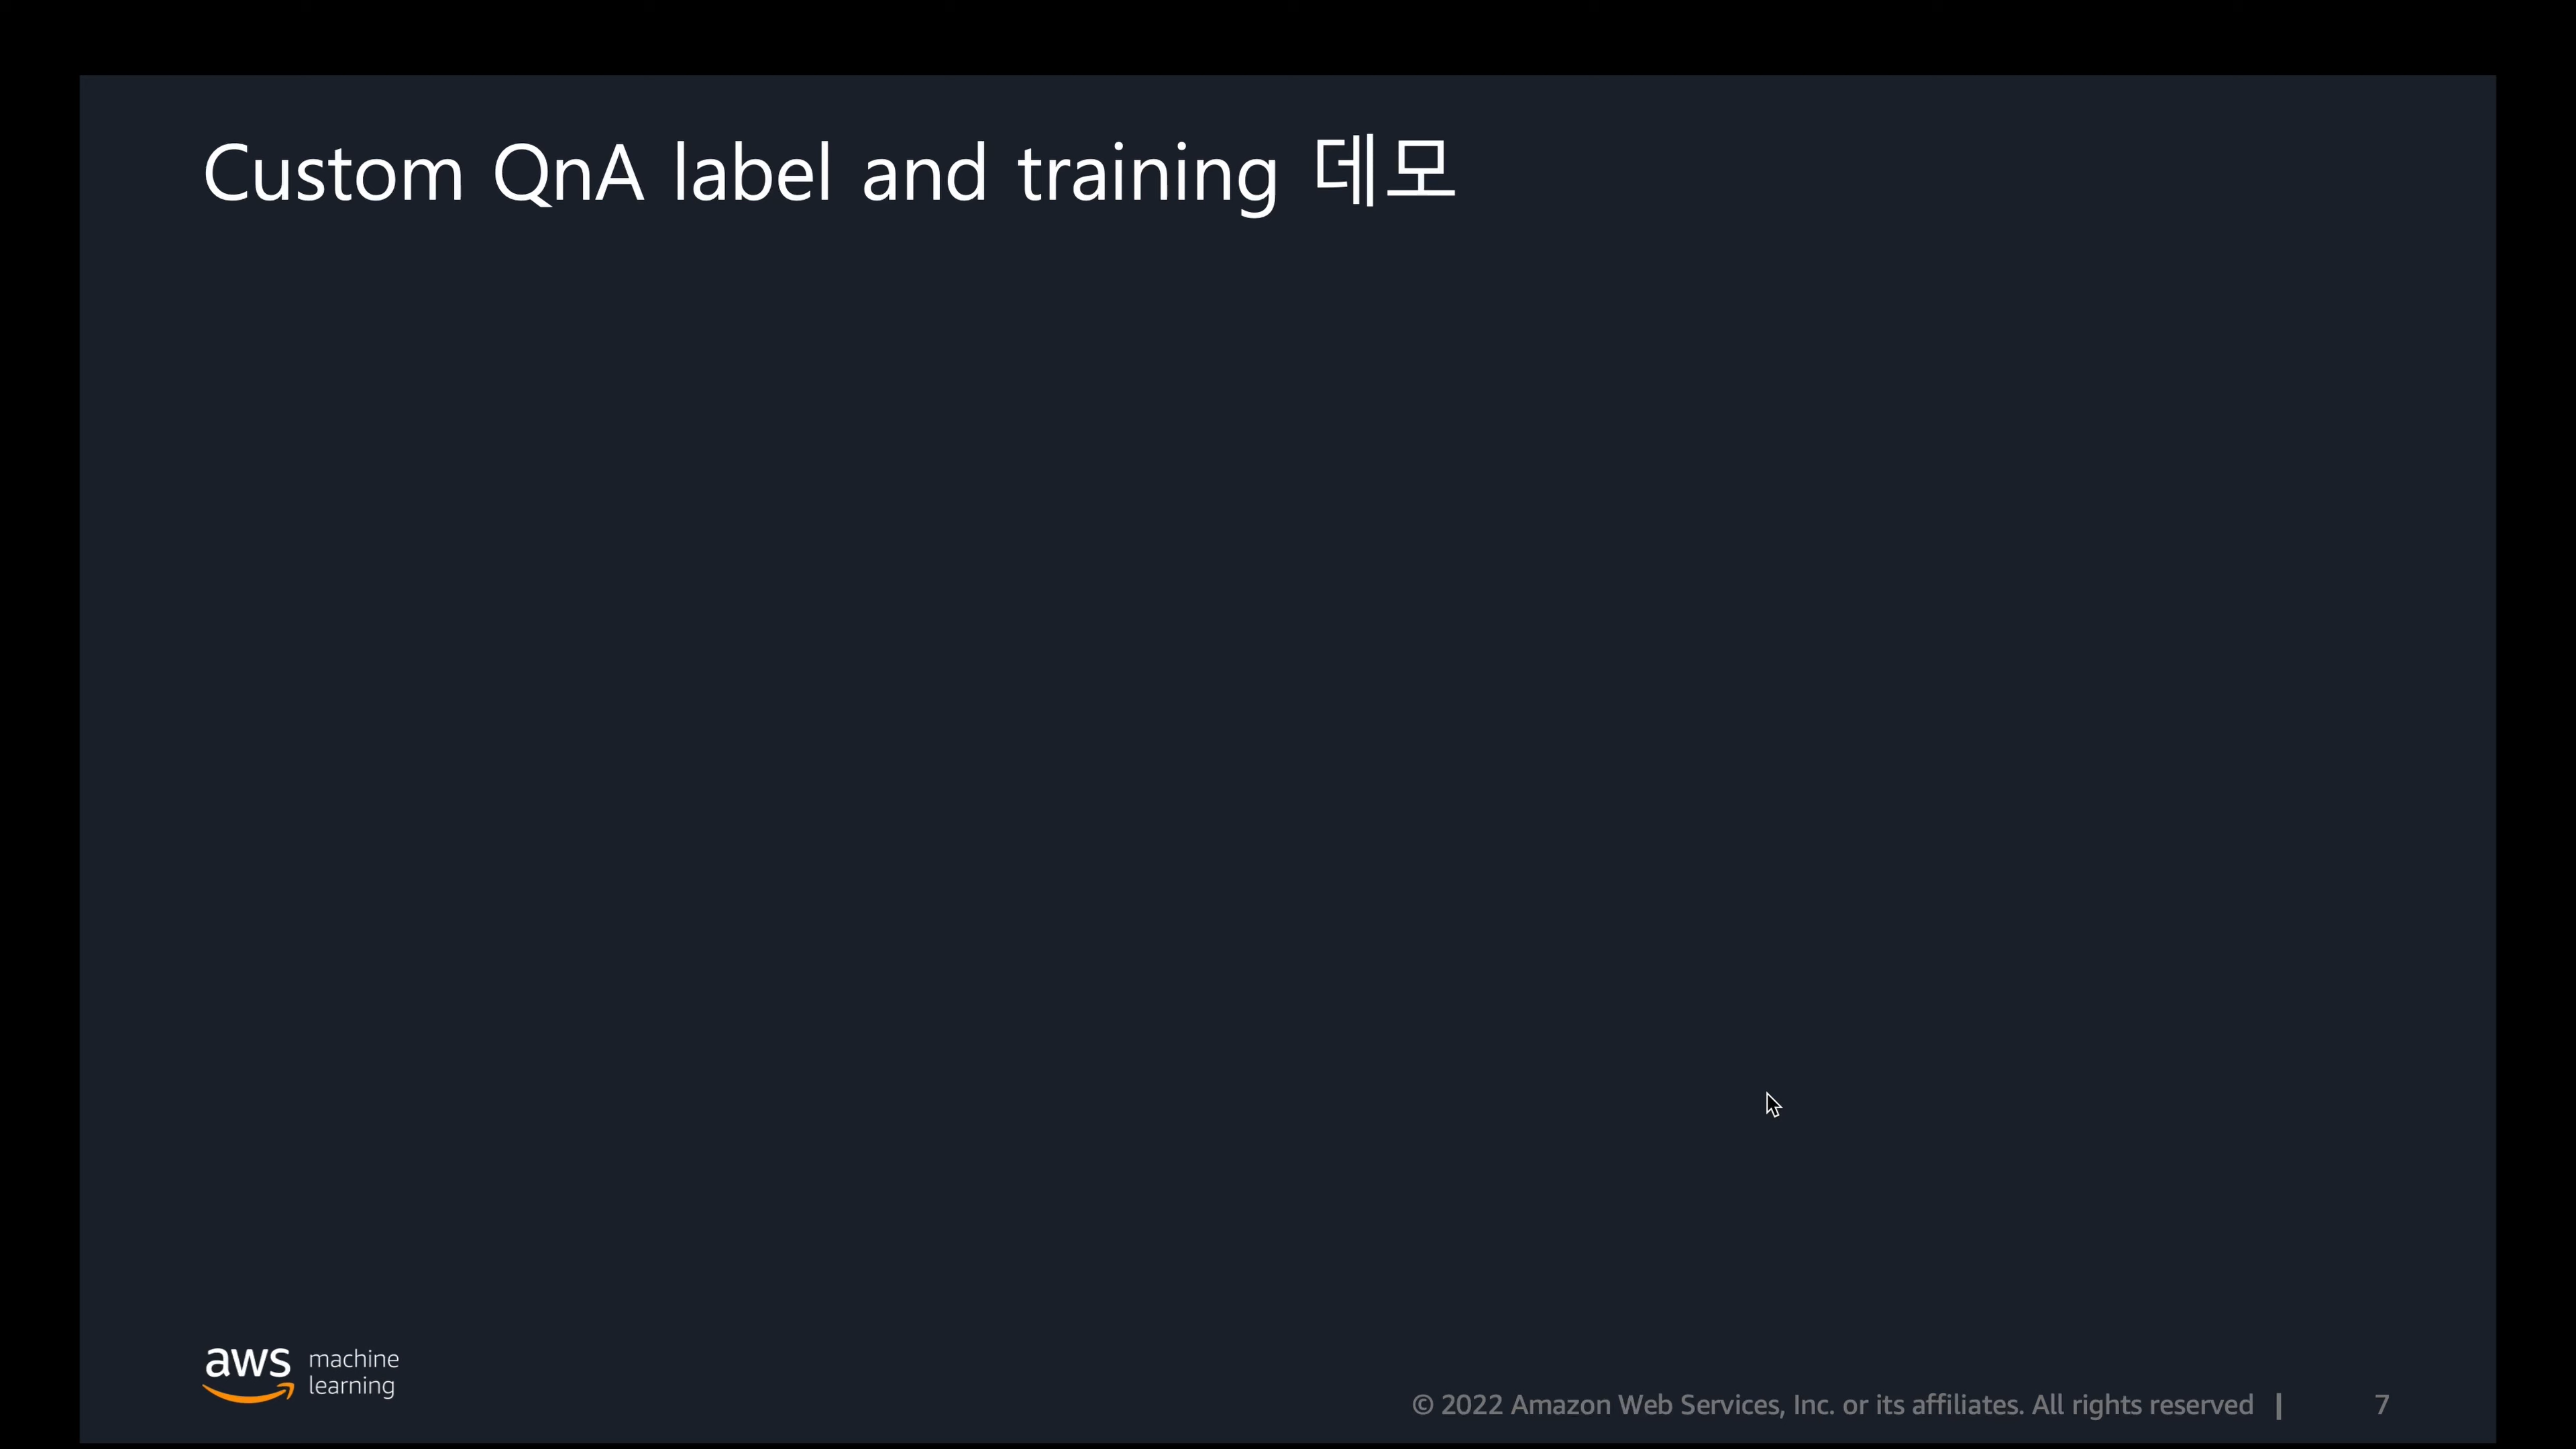 Custom QnA label and training 데모
aws machine
learning
© 2022 Amazon Web Services, Inc. or its affiliates. All rights reserved | 7